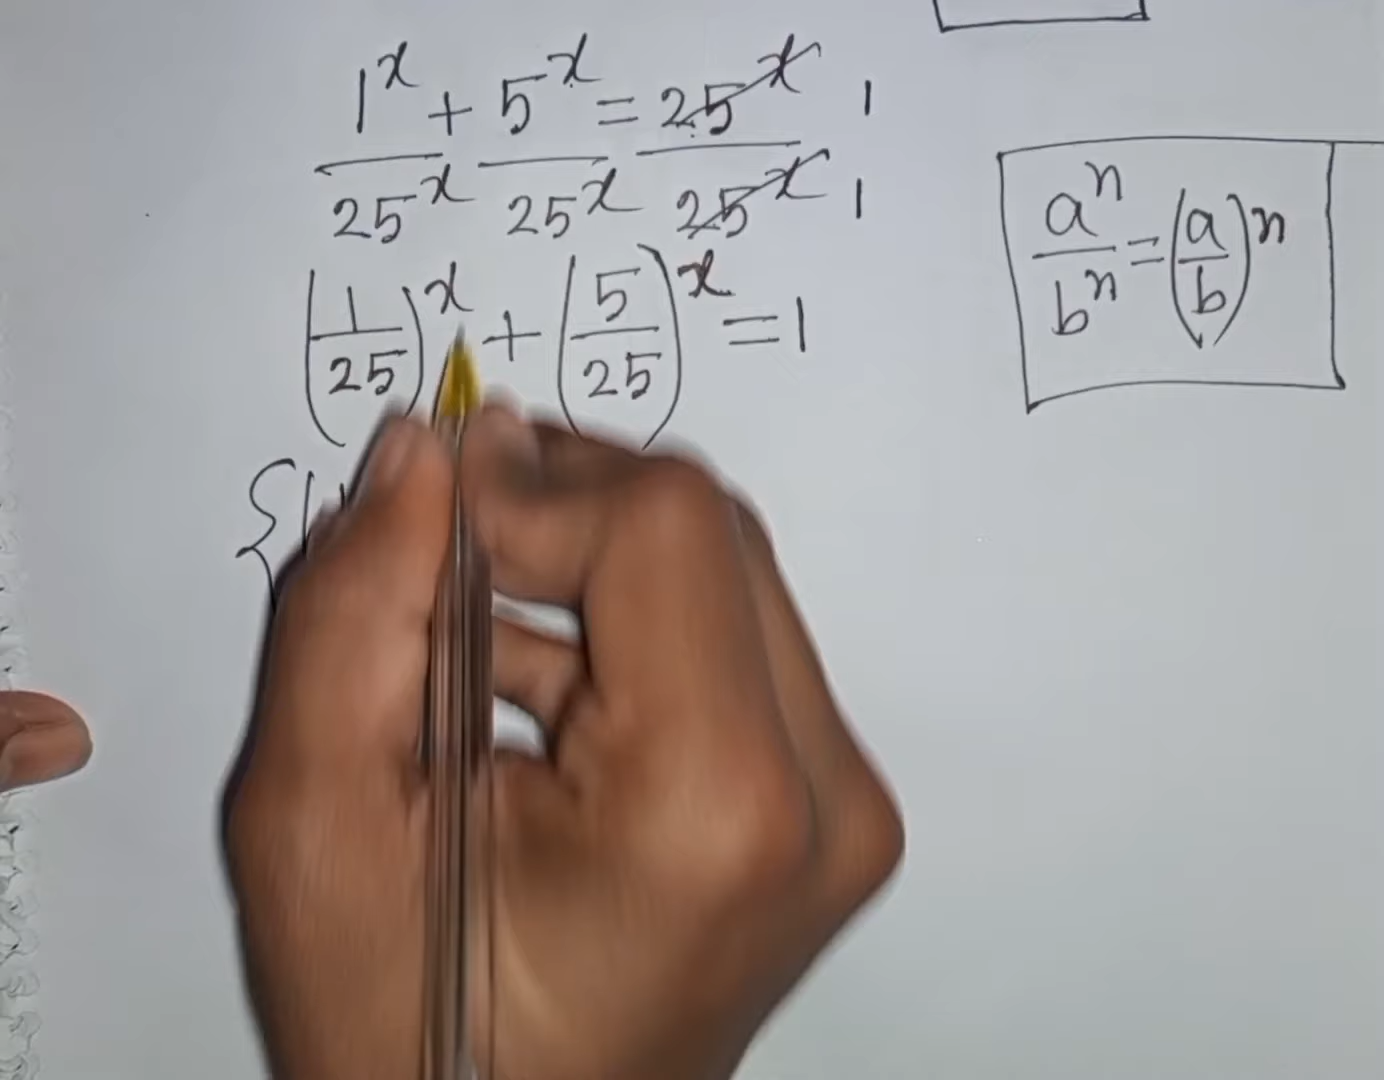 1^x + 5^x = 25^x 1
25^x 25^x 25^x 1
(1/25)^x + (5/25)^x = 1
{(
a^n/b^n = (a/b)^n